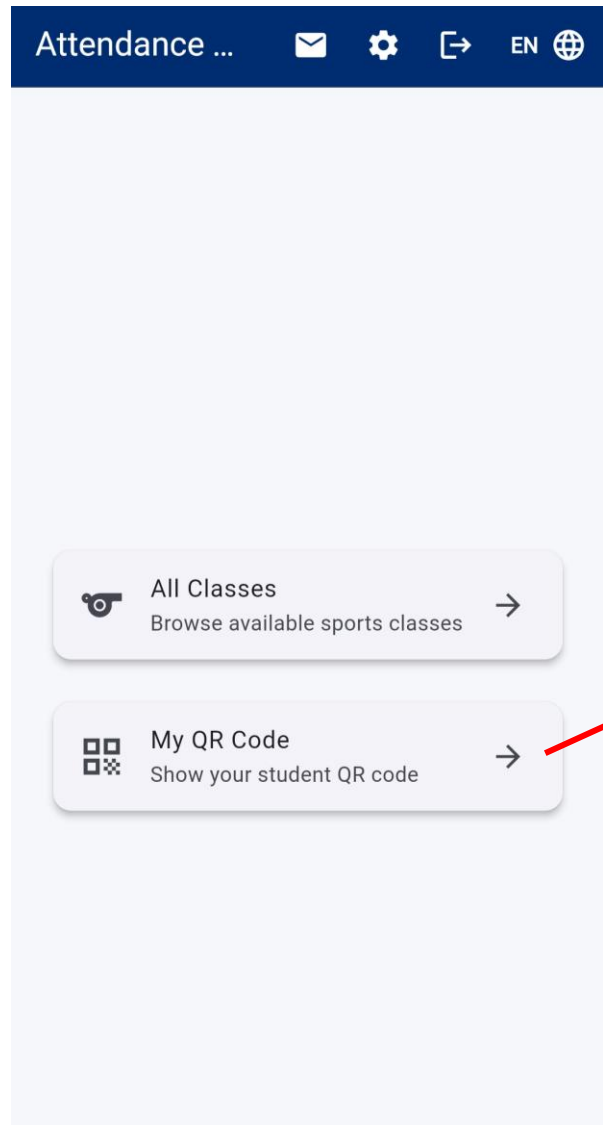 Attendance ... EN
All Classes
Browse available sports classes
My QR Code
Show your student QR code